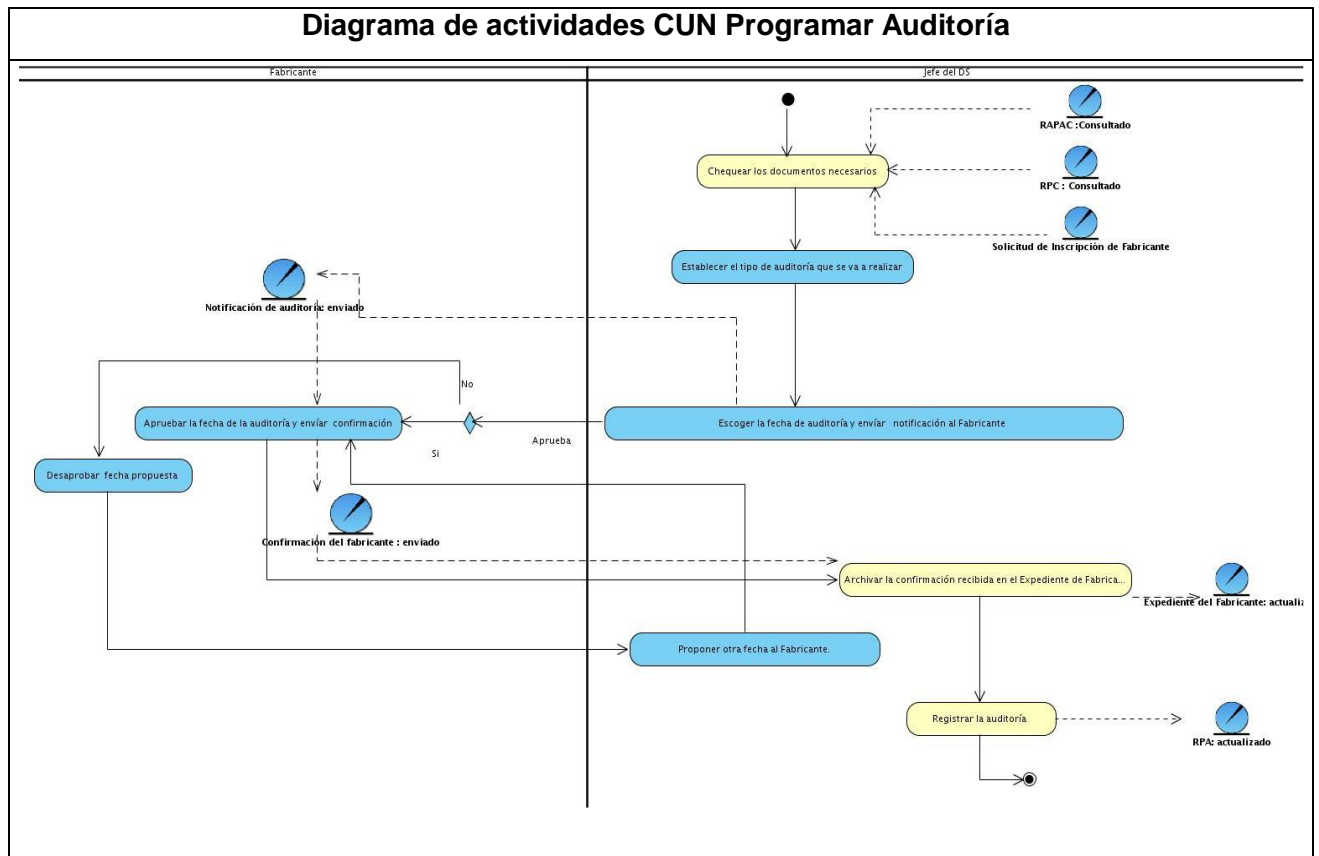 Diagrama de actividades CUN Programar Auditoría
Fabricante
Jefe del DS
RAPAC :Consultado
Chequear los documentos necesarios
RPC : Consultado
Solicitud de Inscripción de Fabricante
Establecer el tipo de auditoría que se va a realizar
Notificación de auditoría: enviado
No
Apruebar la fecha de la auditoría y envíar confirmación
Si
Aprueba
Escoger la fecha de auditoría y envíar notificación al Fabricante
Desaprobar fecha propuesta
Confirmación del fabricante : enviado
Archivar la confirmación recibida en el Expediente de Fabrica...
Expediente del Fabricante: actualiz
Proponer otra fecha al Fabricante.
Registrar la auditoría
RPA: actualizado